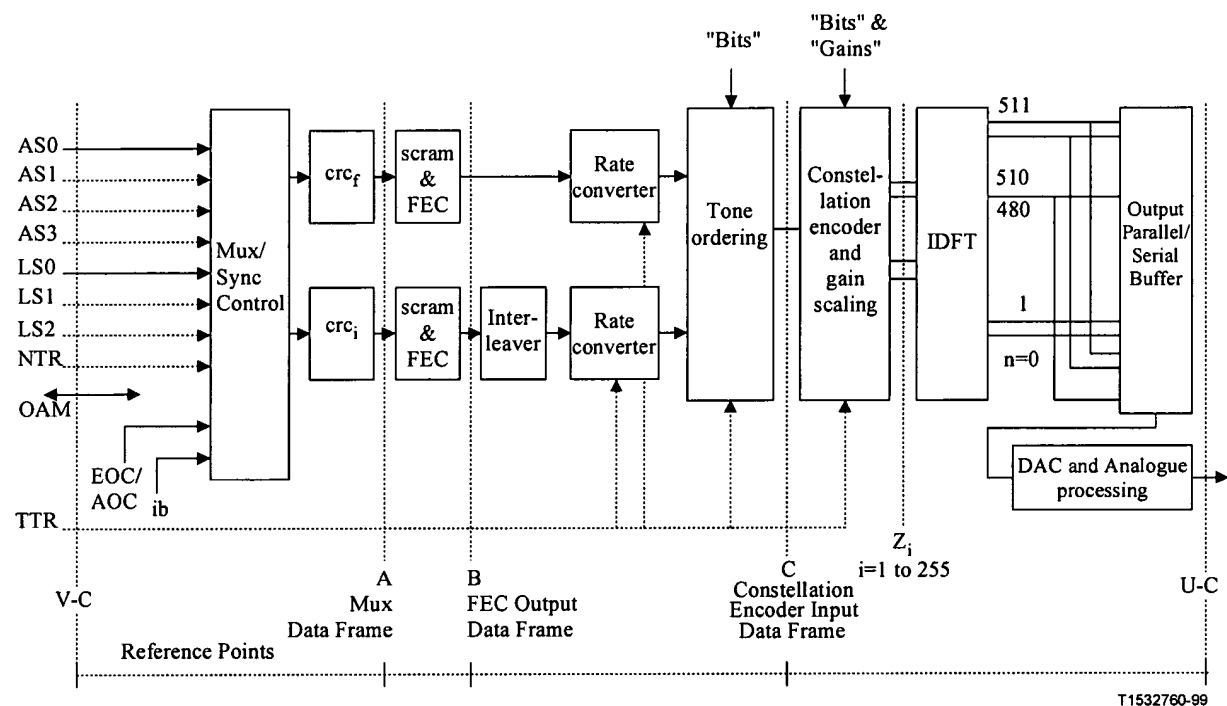 "Bits"
"Bits" &
"Gains"
AS0
AS1
AS2
AS3
LS0
LS1
LS2
NTR
OAM
EOC/
AOC
ib
TTR
Mux/
Sync
Control
crcf
scram
&
FEC
Rate
converter
crci
scram
&
FEC
Inter-
leaver
Rate
converter
Tone
ordering
Constel-
lation
encoder
and
gain
scaling
IDFT
511
510
480
1
n=0
Output
Parallel/
Serial
Buffer
DAC and Analogue
processing
V-C
A
Mux
Data Frame
B
FEC Output
Data Frame
C
Constellation
Encoder Input
Data Frame
Zi
i=1 to 255
U-C
Reference Points
T1532760-99